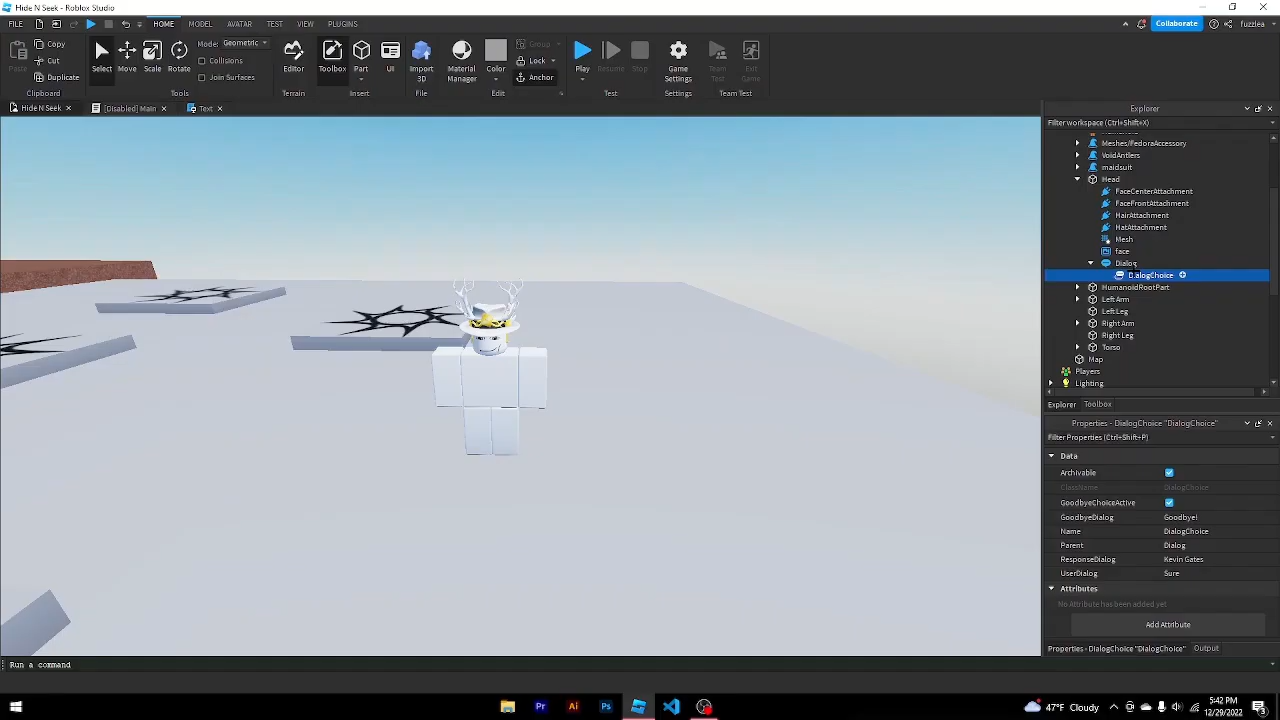 Hide N Seek - Roblox Studio
FILE HOME MODEL AVATAR TEST VIEW PLUGINS Collaborate fuzzlea
Paste Copy Cut Duplicate Clipboard
Select Move Scale Rotate Mode: Geometric Collisions Join Surfaces Tools
Editor Terrain
Toolbox Part UI Insert
Import 3D File
Material Manager Color Group Lock Anchor Edit
Play Resume Stop Test
Game Settings Settings
Team Test Exit Game Team Test
Hide N Seek [Disabled] Main Text
Explorer
Filter workspace (Ctrl+Shift+X)
Meshes/FedoraAccessory
VoidAntlers
maidsuit
Head
FaceCenterAttachment
FaceFrontAttachment
HairAttachment
HatAttachment
Mesh
face
Dialog
DialogChoice
HumanoidRootPart
Left Arm
Left Leg
Right Arm
Right Leg
Torso
Map
Players
Lighting
Explorer Toolbox
Properties - DialogChoice "DialogChoice"
Filter Properties (Ctrl+Shift+P)
Data
Archivable
ClassName DialogChoice
GoodbyeChoiceActive
GoodbyeDialog Goodbye!
Name DialogChoice
Parent Dialog
ResponseDialog Kevin Gates
UserDialog Sure
Attributes
No Attribute has been added yet
Add Attribute
Properties - DialogChoice "DialogChoice" Output
Run a command
Pr Ai Ps
47°F Cloudy
5:42 PM
12/29/2022